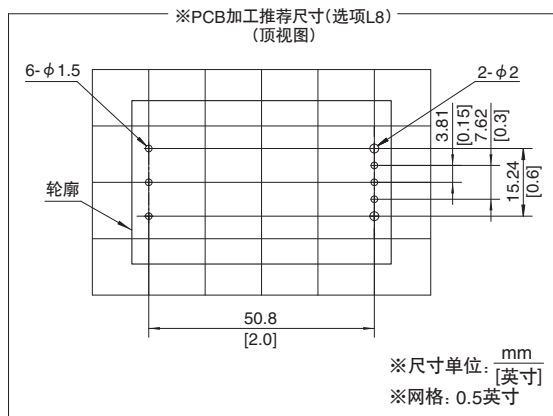 ※PCB加工推荐尺寸(选项L8)
(顶视图)
6-φ1.5
2-φ2
3.81
[0.15]
7.62
[0.3]
15.24
[0.6]
轮廓
50.8
[2.0]
※尺寸单位: mm
[英寸]
※网格: 0.5英寸